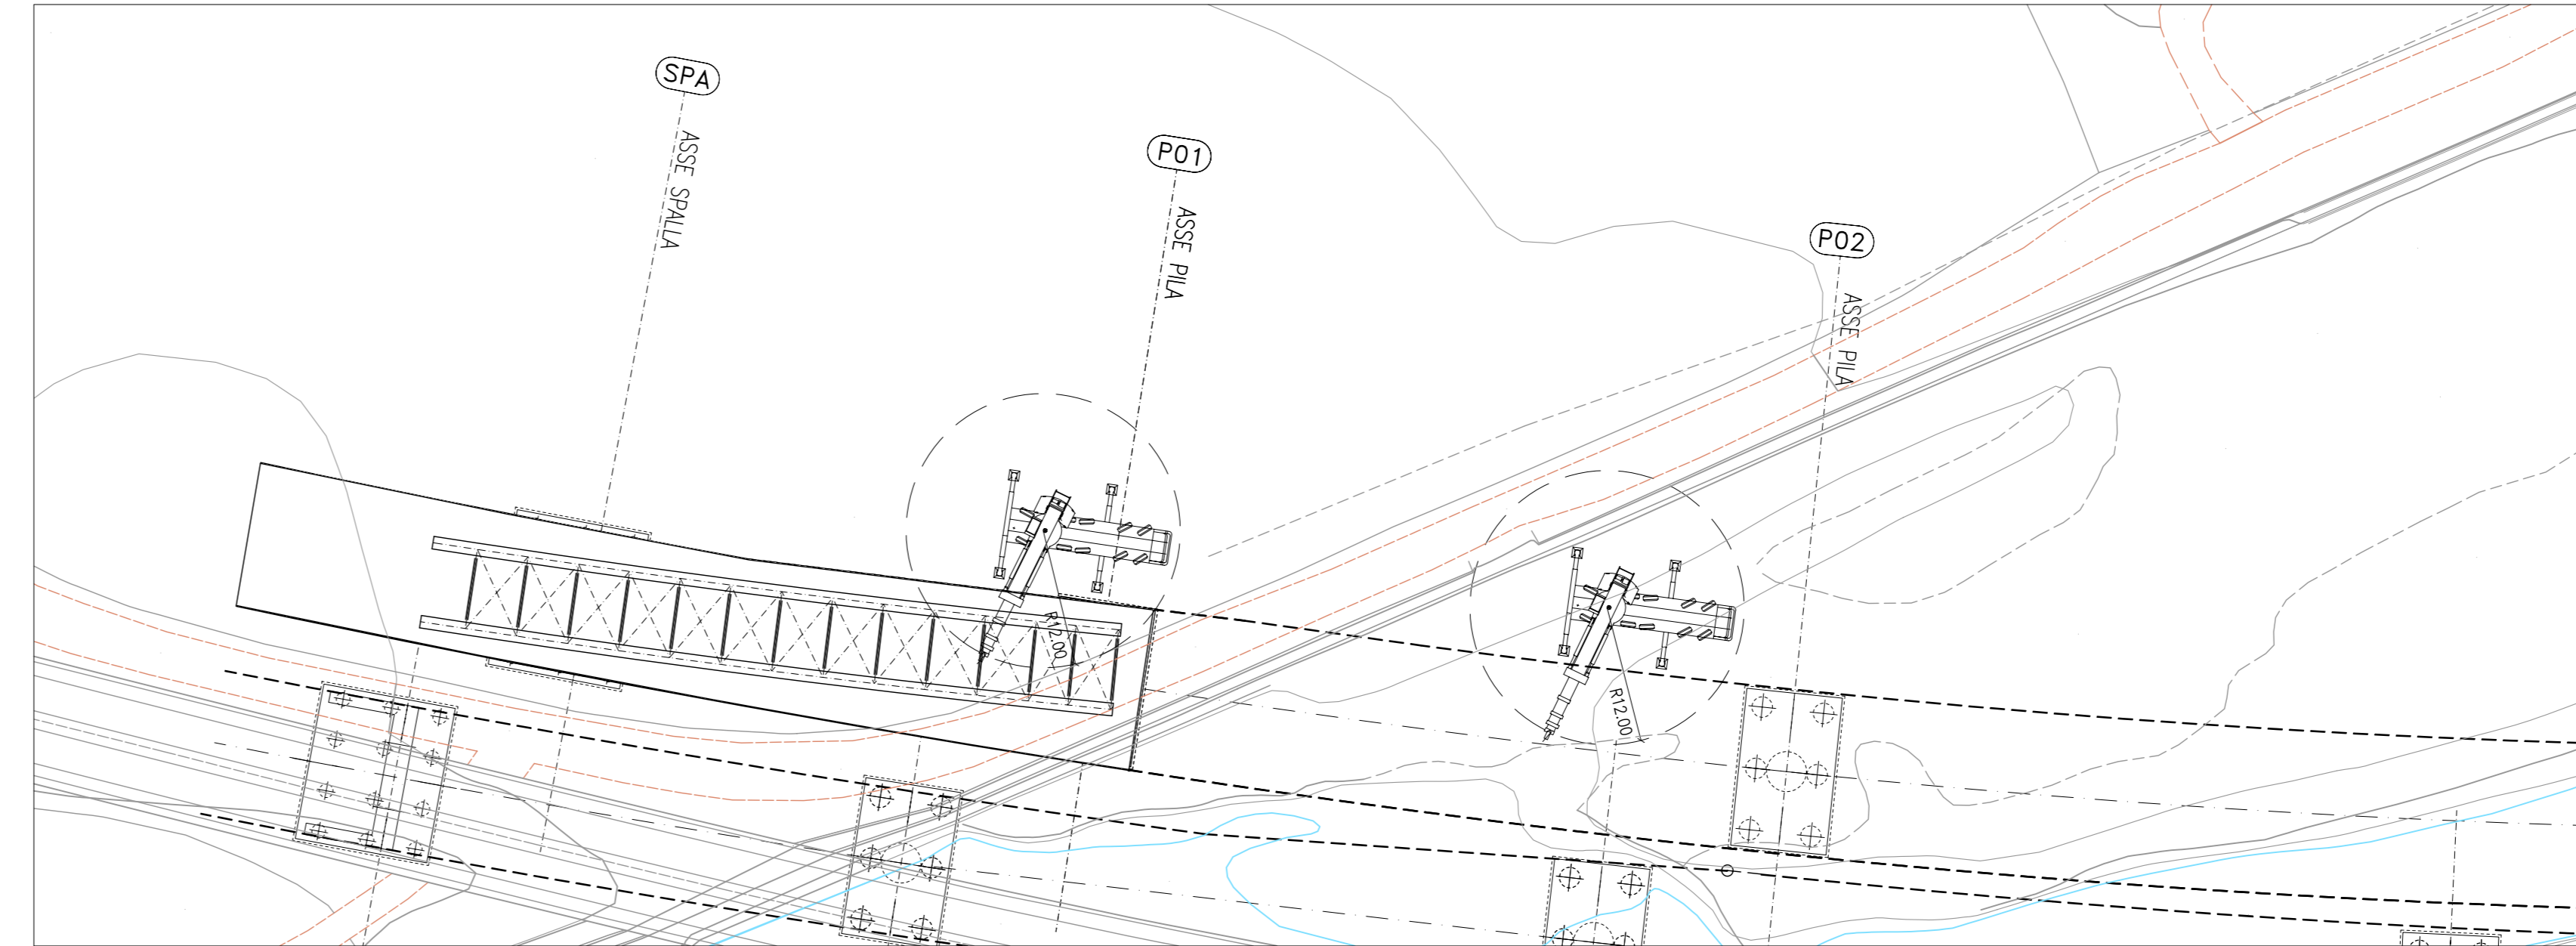 SPA
ASSE SPALLA
P01
ASSE PILA
P02
ASSE PILA
R12.00
R12.00